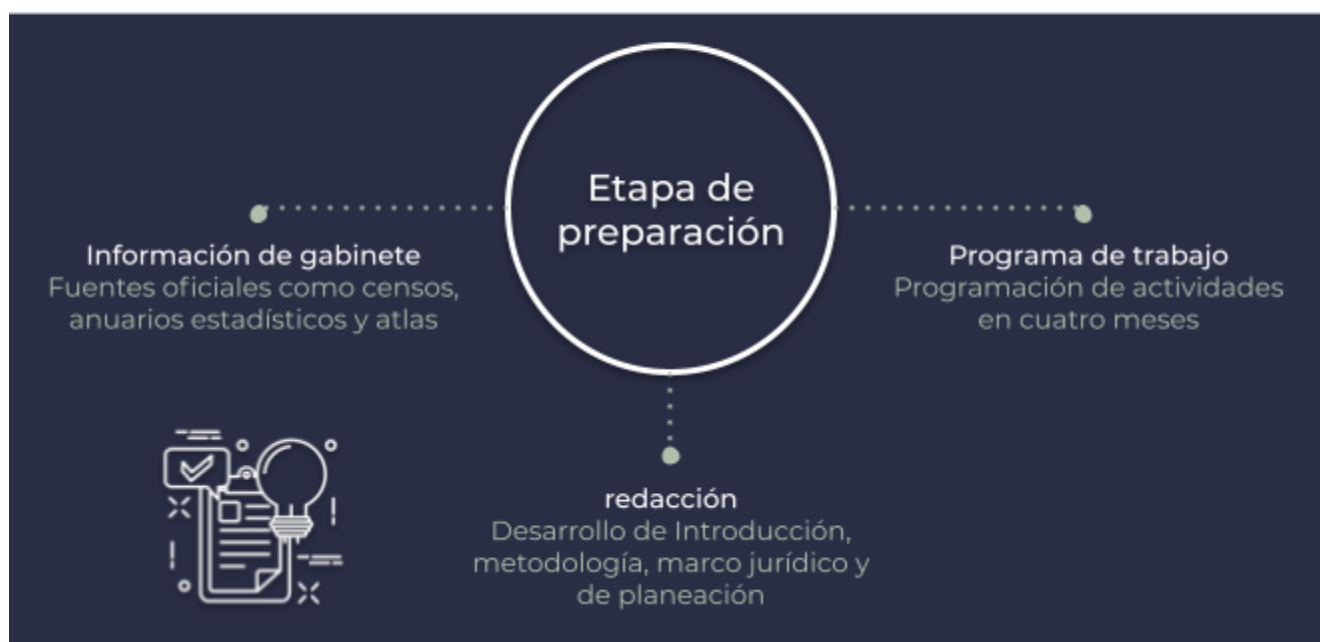 Etapa de
preparación
Información de gabinete
Fuentes oficiales como censos,
anuarios estadísticos y atlas
Programa de trabajo
Programación de actividades
en cuatro meses
redacción
Desarrollo de Introducción,
metodología, marco jurídico y
de planeación